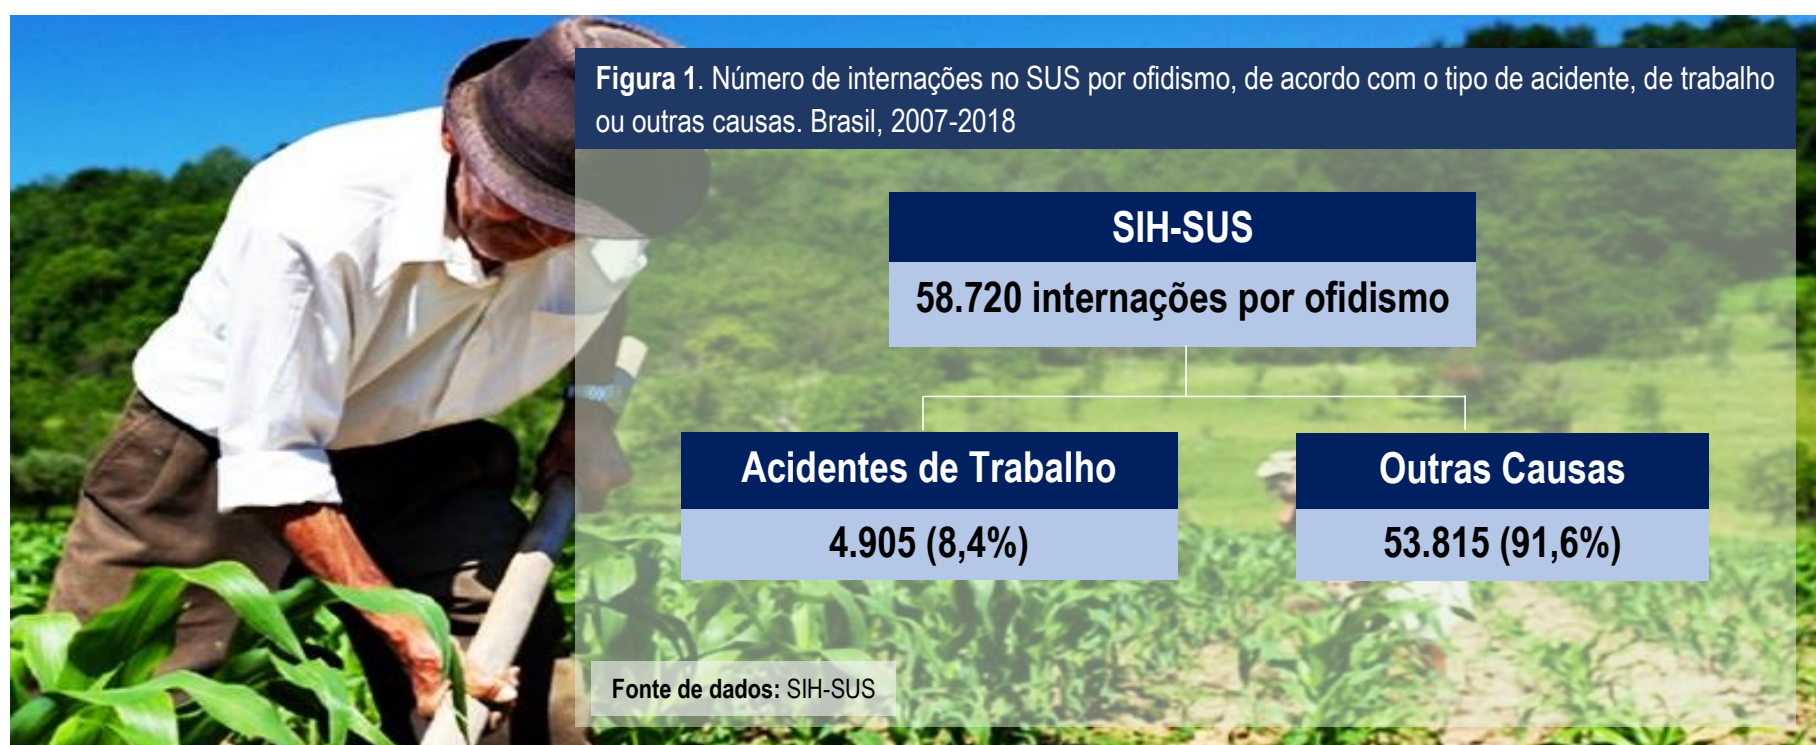 Figura 1. Número de internações no SUS por ofidismo, de acordo com o tipo de acidente, de trabalho
ou outras causas. Brasil, 2007-2018
SIH-SUS
58.720 internações por ofidismo
Acidentes de Trabalho
4.905 (8,4%)
Outras Causas
53.815 (91,6%)
Fonte de dados: SIH-SUS